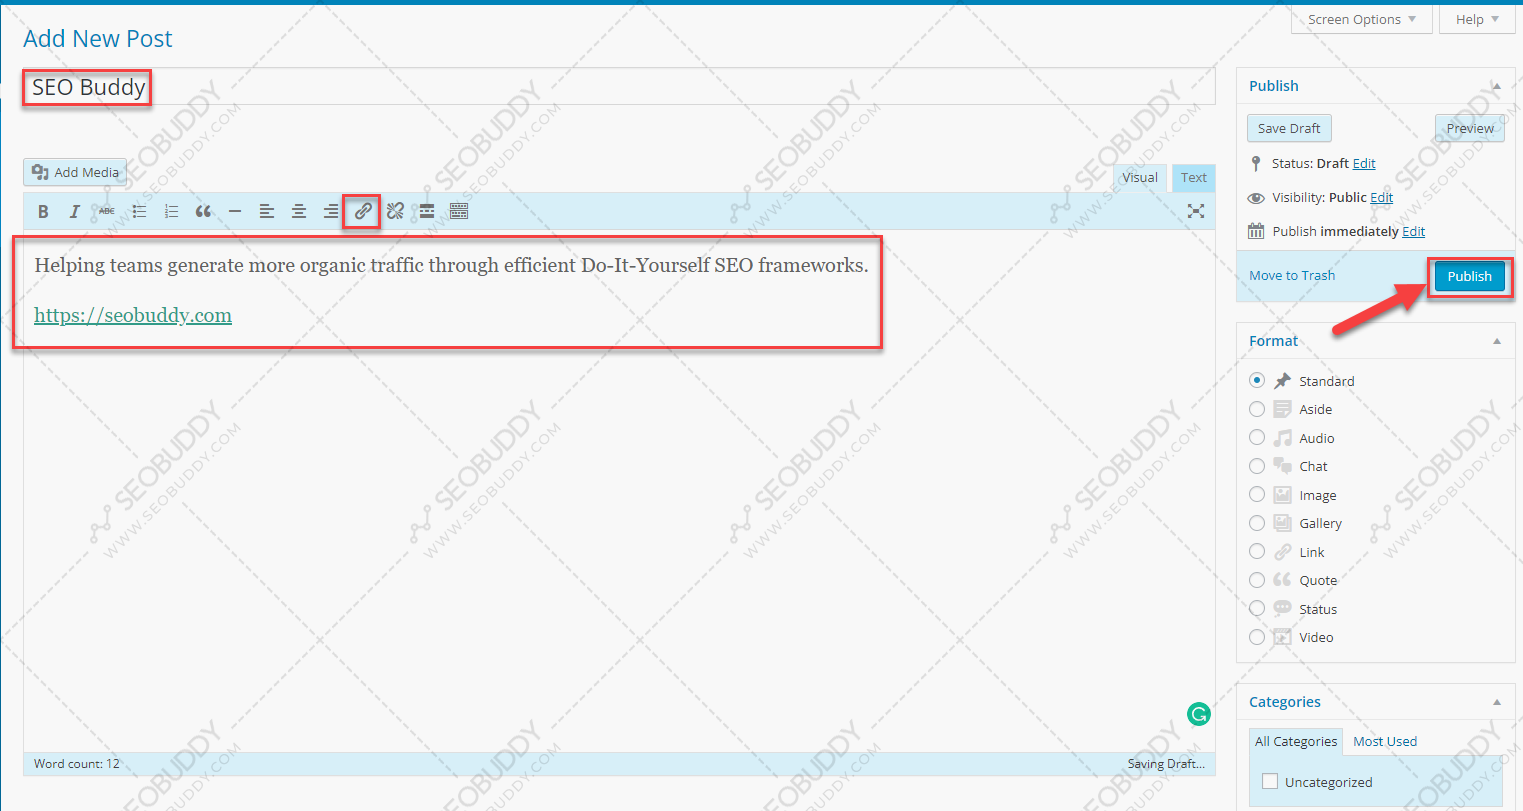 Screen Options
Help
Add New Post
SEO Buddy
Add Media
Visual
Text
B I ABC
Helping teams generate more organic traffic through efficient Do-It-Yourself SEO frameworks.
https://seobuddy.com
Word count: 12
Saving Draft...
Publish
Save Draft
Preview
Status: Draft Edit
Visibility: Public Edit
Publish immediately Edit
Move to Trash
Publish
Format
Standard
Aside
Audio
Chat
Image
Gallery
Link
Quote
Status
Video
Categories
All Categories
Most Used
Uncategorized
SEOBUDDY
WWW.SEOBUDDY.COM